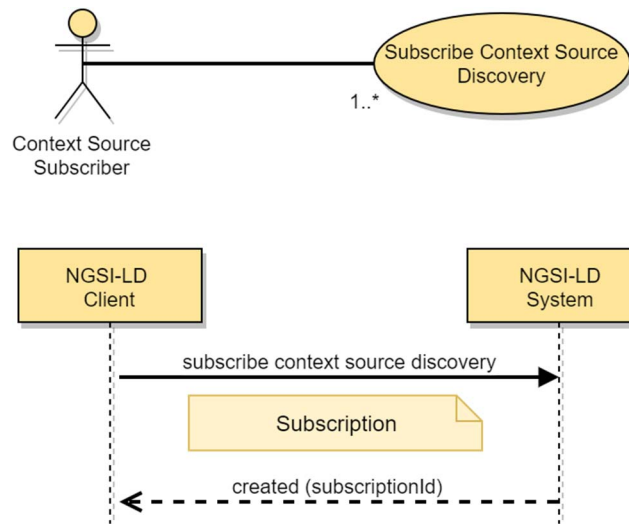 Subscribe Context Source
Discovery
1..*
Context Source
Subscriber
NGSI-LD
Client
NGSI-LD
System
subscribe context source discovery
Subscription
created (subscriptionId)